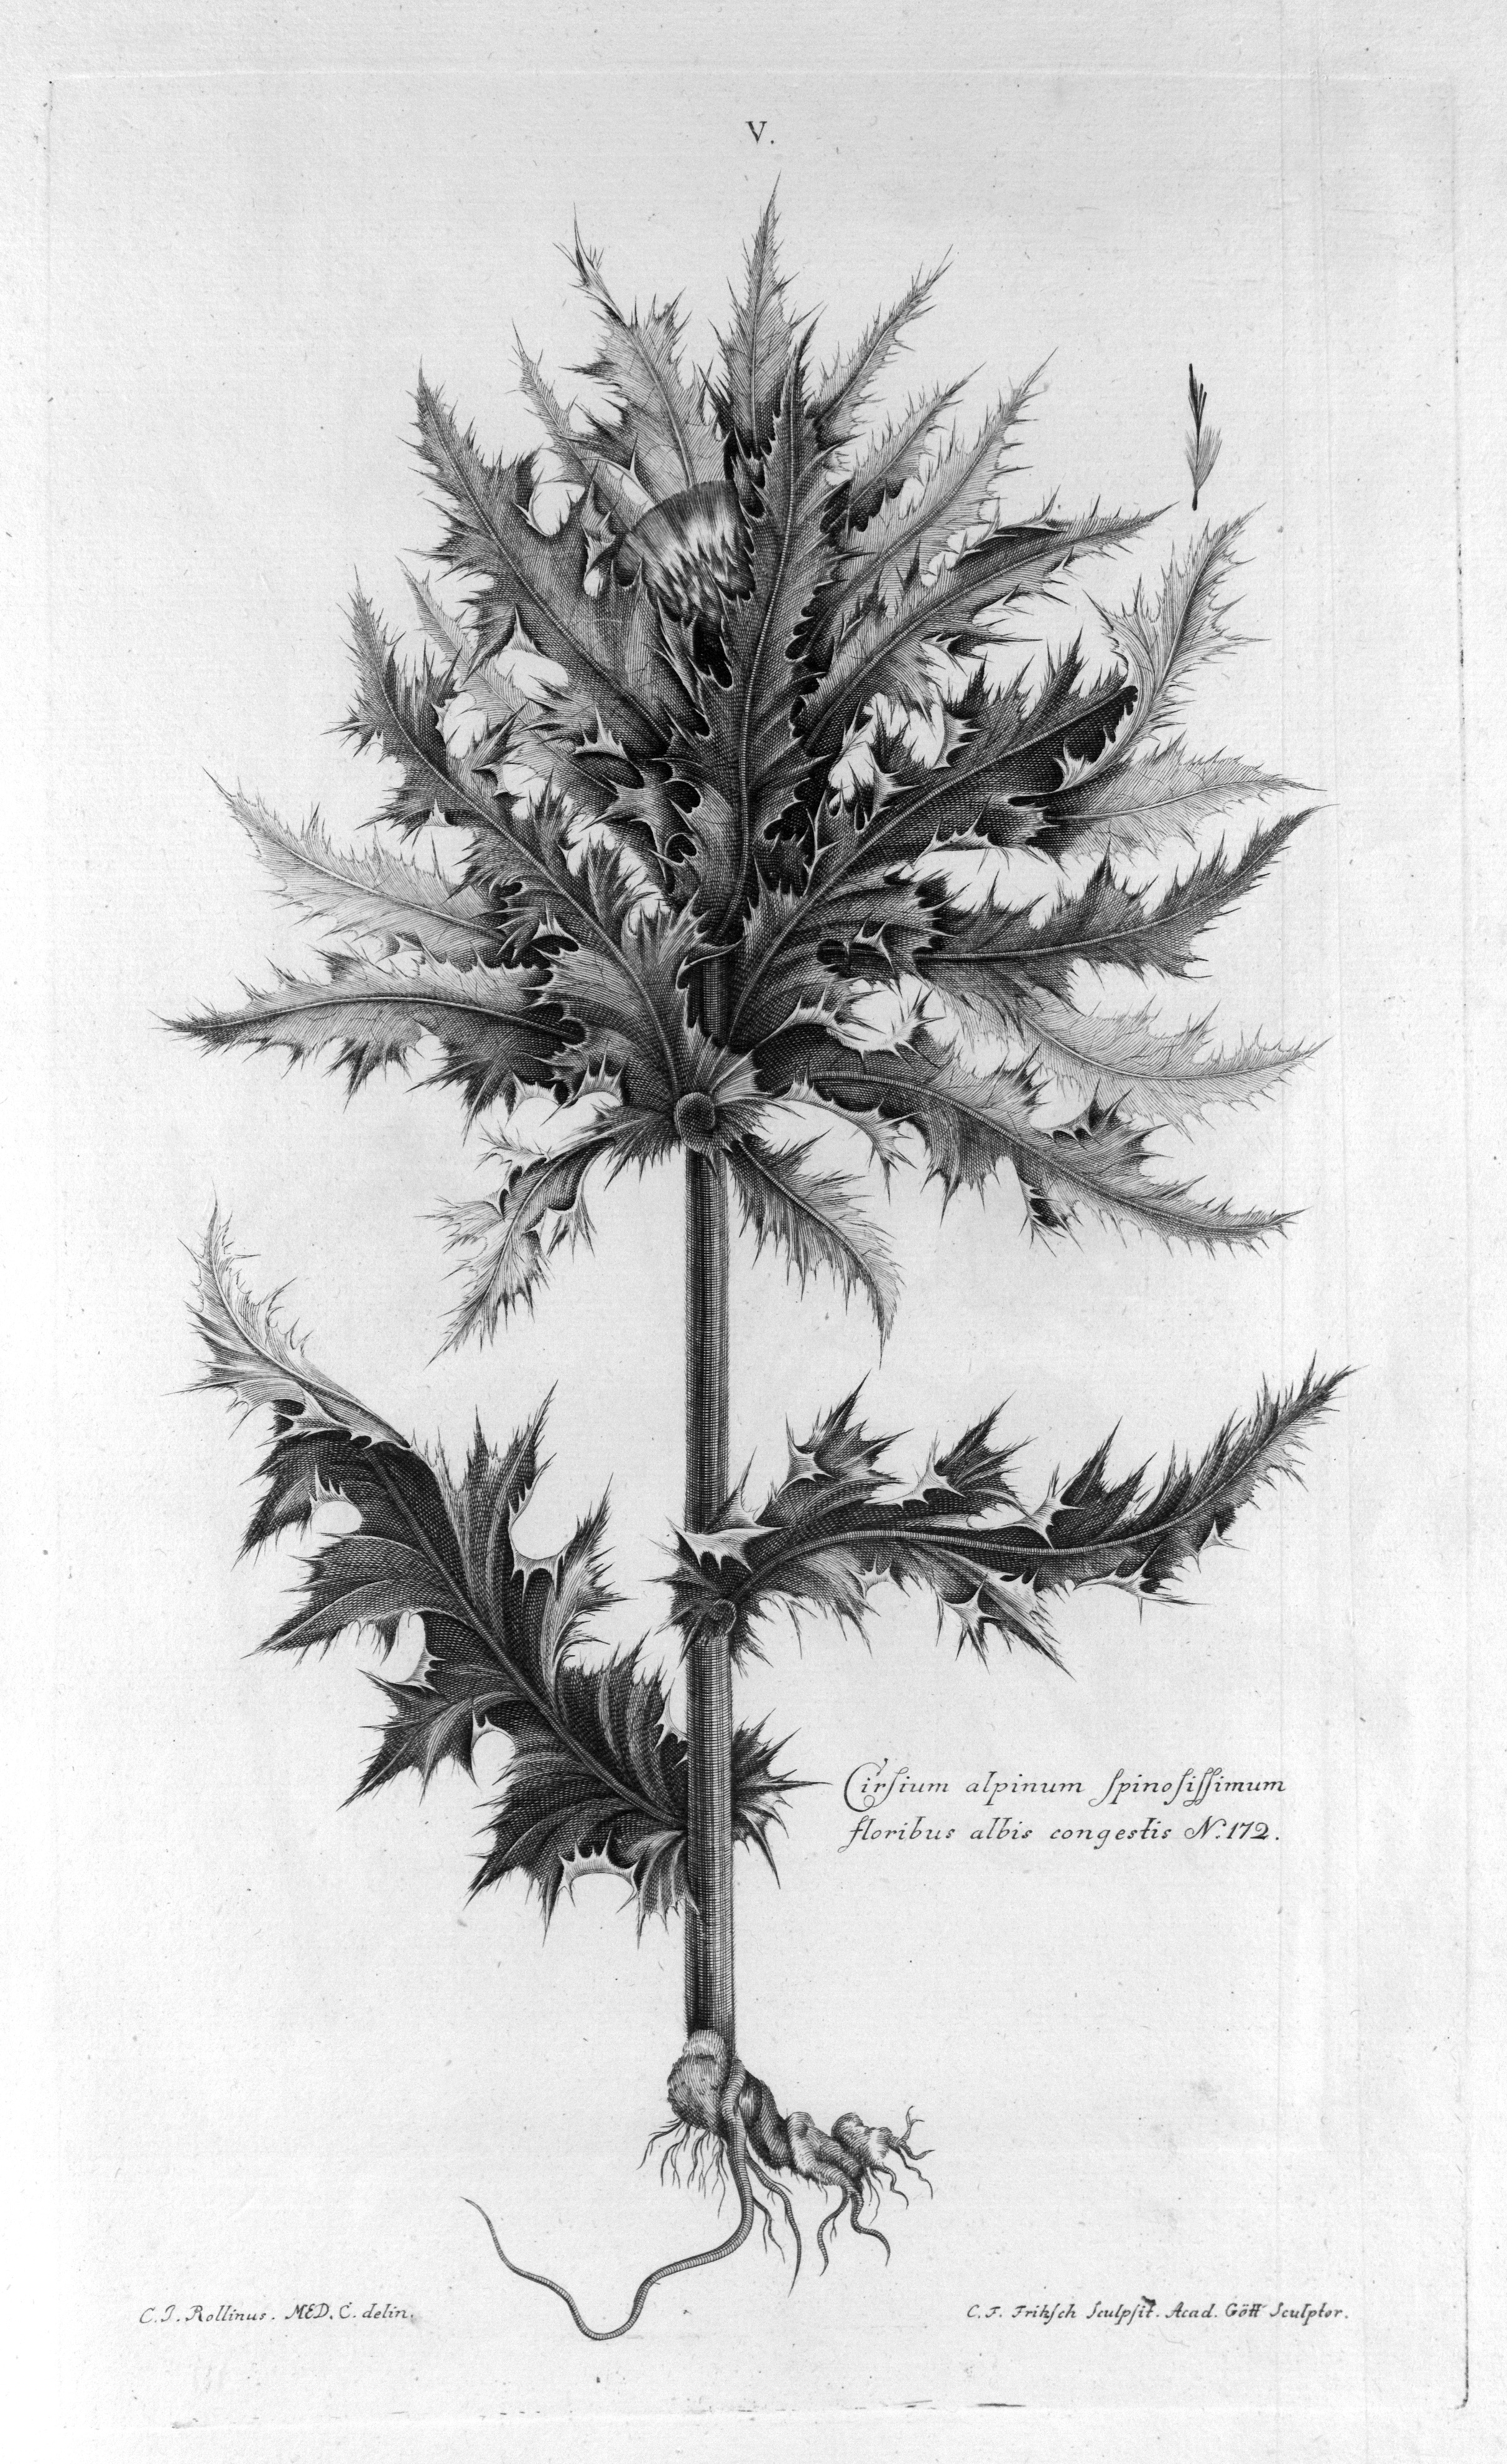 V.
Cirſium alpinum ſpinoſiſſimum
floribus albis congestis N. 172.
C. J. Rollinus. MED. C. delin.
C. F. Fritzſch Sculpſit. Acad. Gött Sculptor.